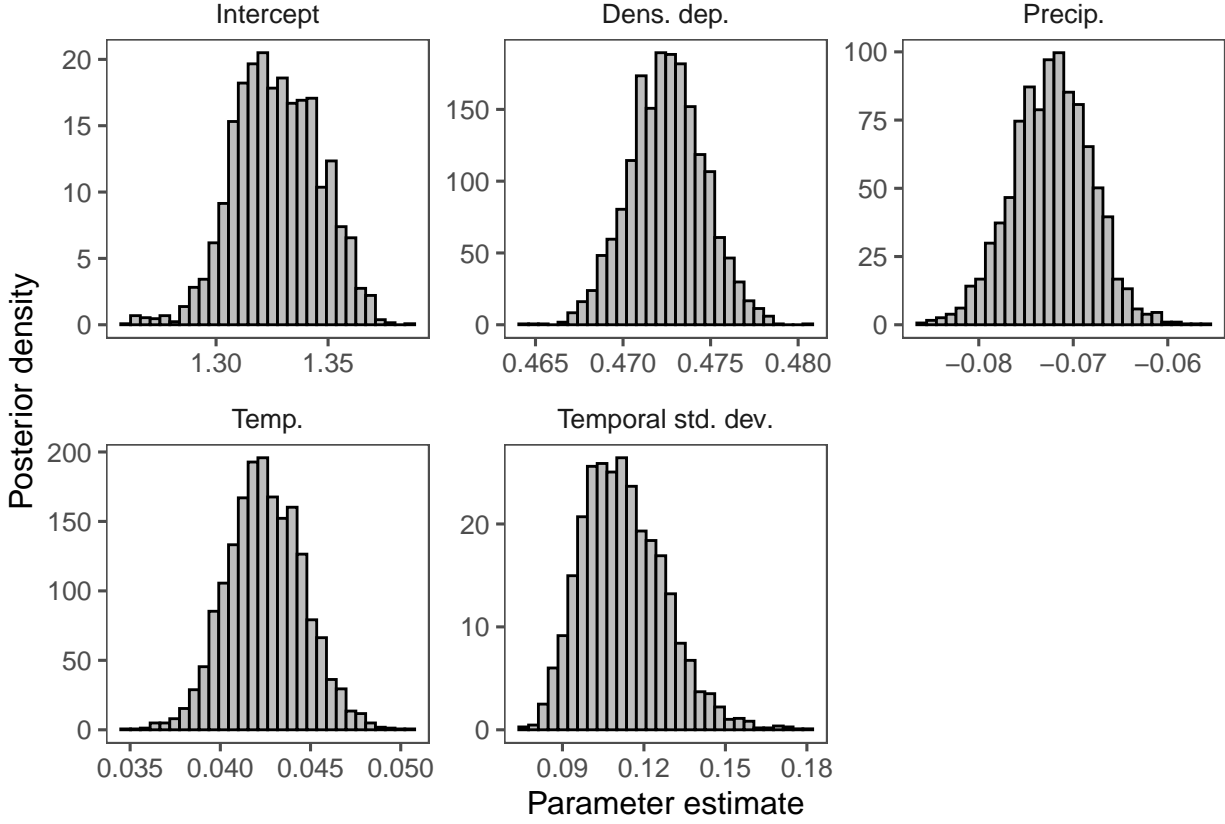 Intercept
Dens. dep.
Precip.
20
15
10
5
0
1.30 1.35
150
100
50
0
0.465 0.470 0.475 0.480
100
75
50
25
0
−0.08 −0.07 −0.06
Posterior density
Temp.
Temporal std. dev.
200
150
100
50
0
0.035 0.040 0.045 0.050
20
10
0
0.09 0.12 0.15 0.18
Parameter estimate